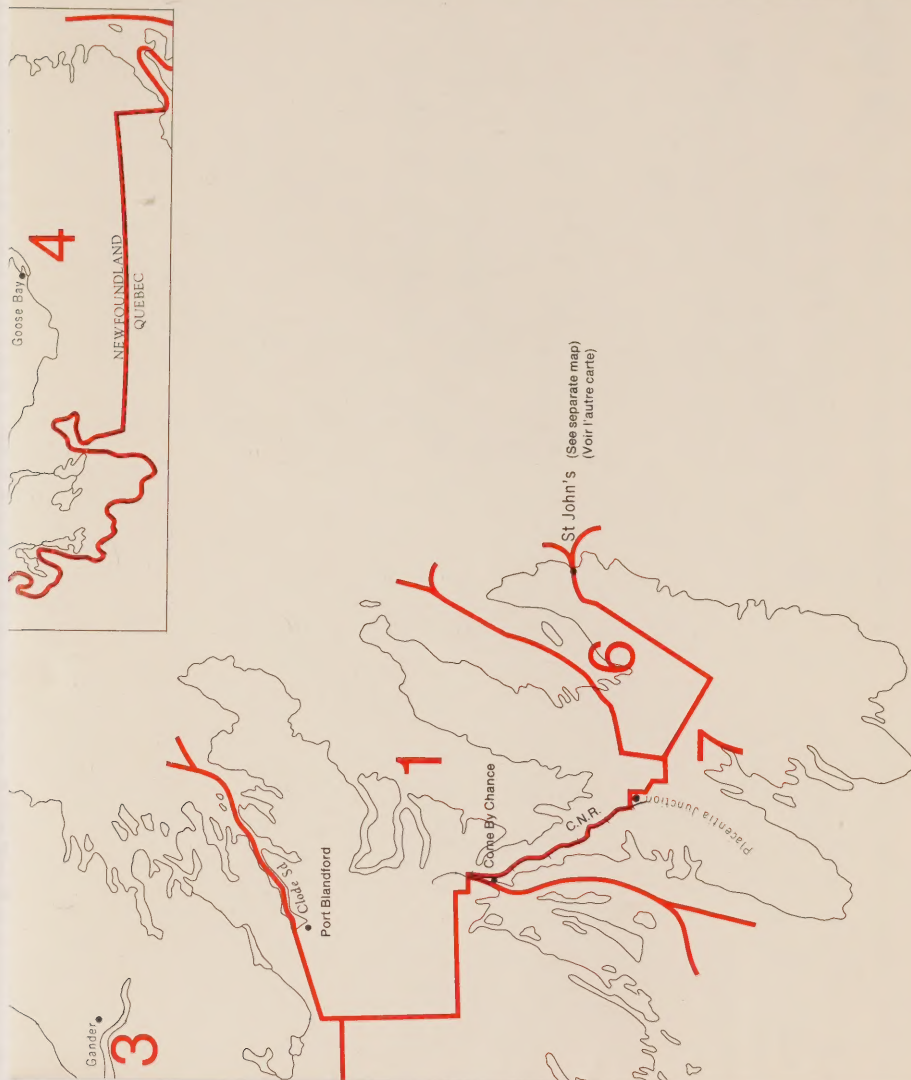 Goose Bay
4
NEWFOUNDLAND
QUEBEC
St John's (See separate map)
(Voir l'autre carte)
6
7
1
Come By Chance
C.N.R.
Placentia Junction
Clode Sd
Port Blandford
Gander
3